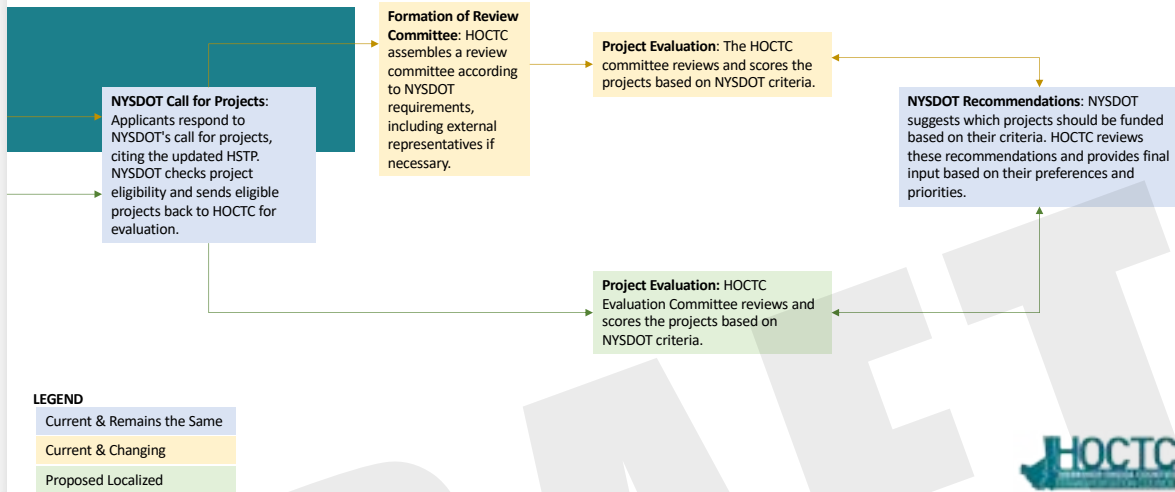 Formation of Review
Committee: HOCTC
assembles a review
committee according
to NYSDOT
requirements,
including external
representatives if
necessary.
Project Evaluation: The HOCTC
committee reviews and scores the
projects based on NYSDOT criteria.
NYSDOT Call for Projects:
Applicants respond to
NYSDOT's call for projects,
citing the updated HSTP.
NYSDOT checks project
eligibility and sends eligible
projects back to HOCTC for
evaluation.
NYSDOT Recommendations: NYSDOT
suggests which projects should be funded
based on their criteria. HOCTC reviews
these recommendations and provides final
input based on their preferences and
priorities.
Project Evaluation: HOCTC
Evaluation Committee reviews and
scores the projects based on
NYSDOT criteria.
LEGEND
Current & Remains the Same
Current & Changing
Proposed Localized
HOCTC